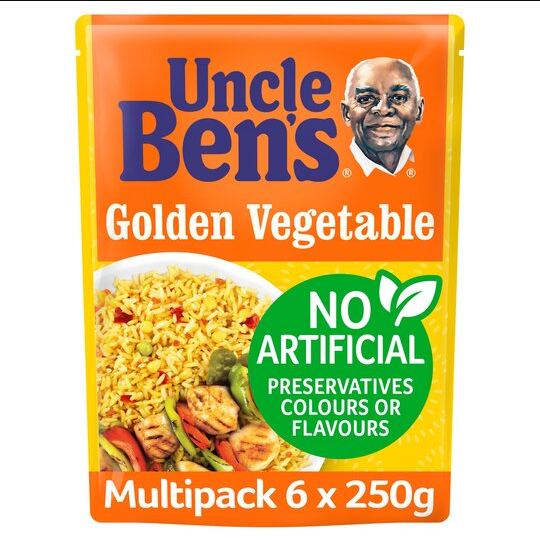 Uncle
Ben's®
®
Golden Vegetable
NO
ARTIFICIAL
PRESERVATIVES
COLOURS OR
FLAVOURS
Multipack 6 x 250g